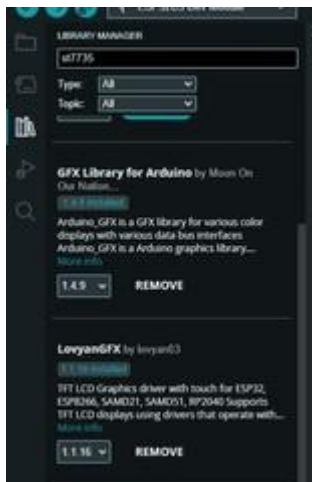 LIBRARY MANAGER
st7735
Type: All
Topic: All
GFX Library for Arduino by Moon On
Our Nation...
1.4.9 installed
Arduino_GFX is a GFX library for various color
displays with various data bus interfaces
Arduino_GFX is a Arduino graphics library....
More info
1.4.9
REMOVE
LovyanGFX by lovyan03
1.1.16 installed
TFT LCD Graphics driver with touch for ESP32,
ESP8266, SAMD21, SAMD51, RP2040 Supports
TFT LCD displays using drivers that operate with...
More info
1.1.16
REMOVE